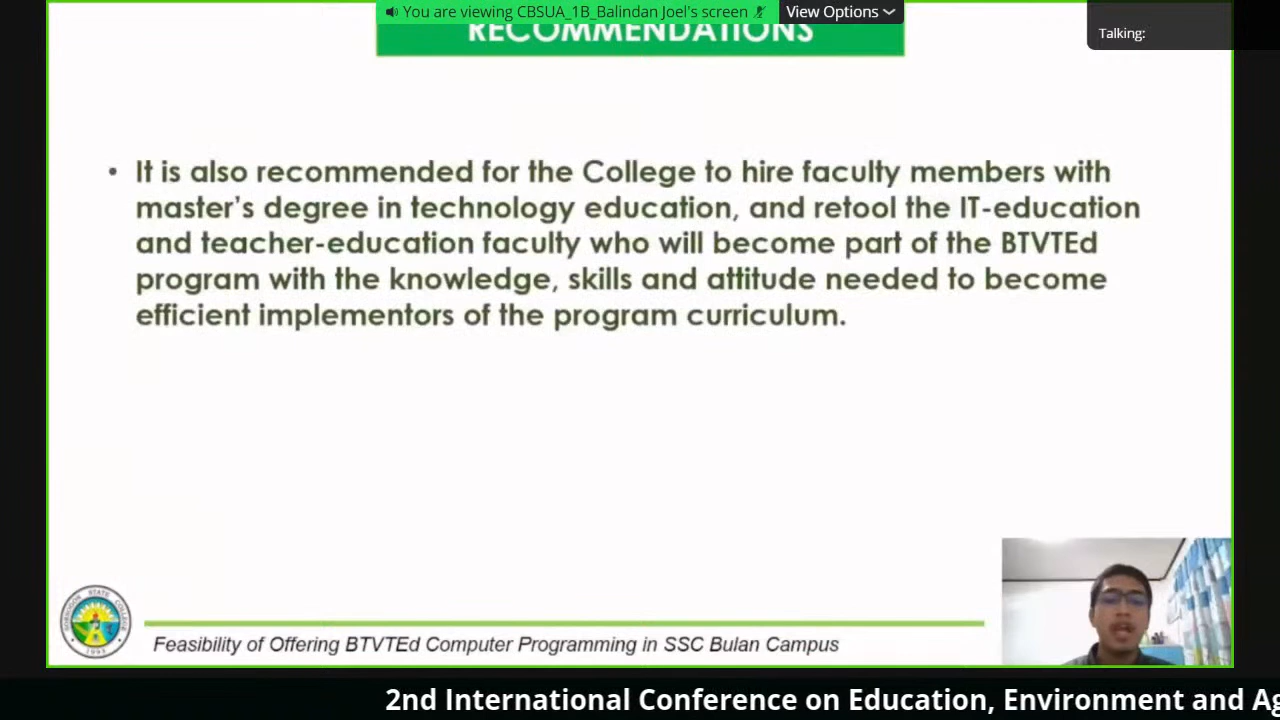 You are viewing CBSUA_1B_Balindan Joel's screen
View Options
Talking:
RECOMMENDATIONS
• It is also recommended for the College to hire faculty members with
master's degree in technology education, and retool the IT-education
and teacher-education faculty who will become part of the BTVTEd
program with the knowledge, skills and attitude needed to become
efficient implementors of the program curriculum.
SORSOGON STATE COLLEGE
1993
Feasibility of Offering BTVTEd Computer Programming in SSC Bulan Campus
2nd International Conference on Education, Environment and Ag